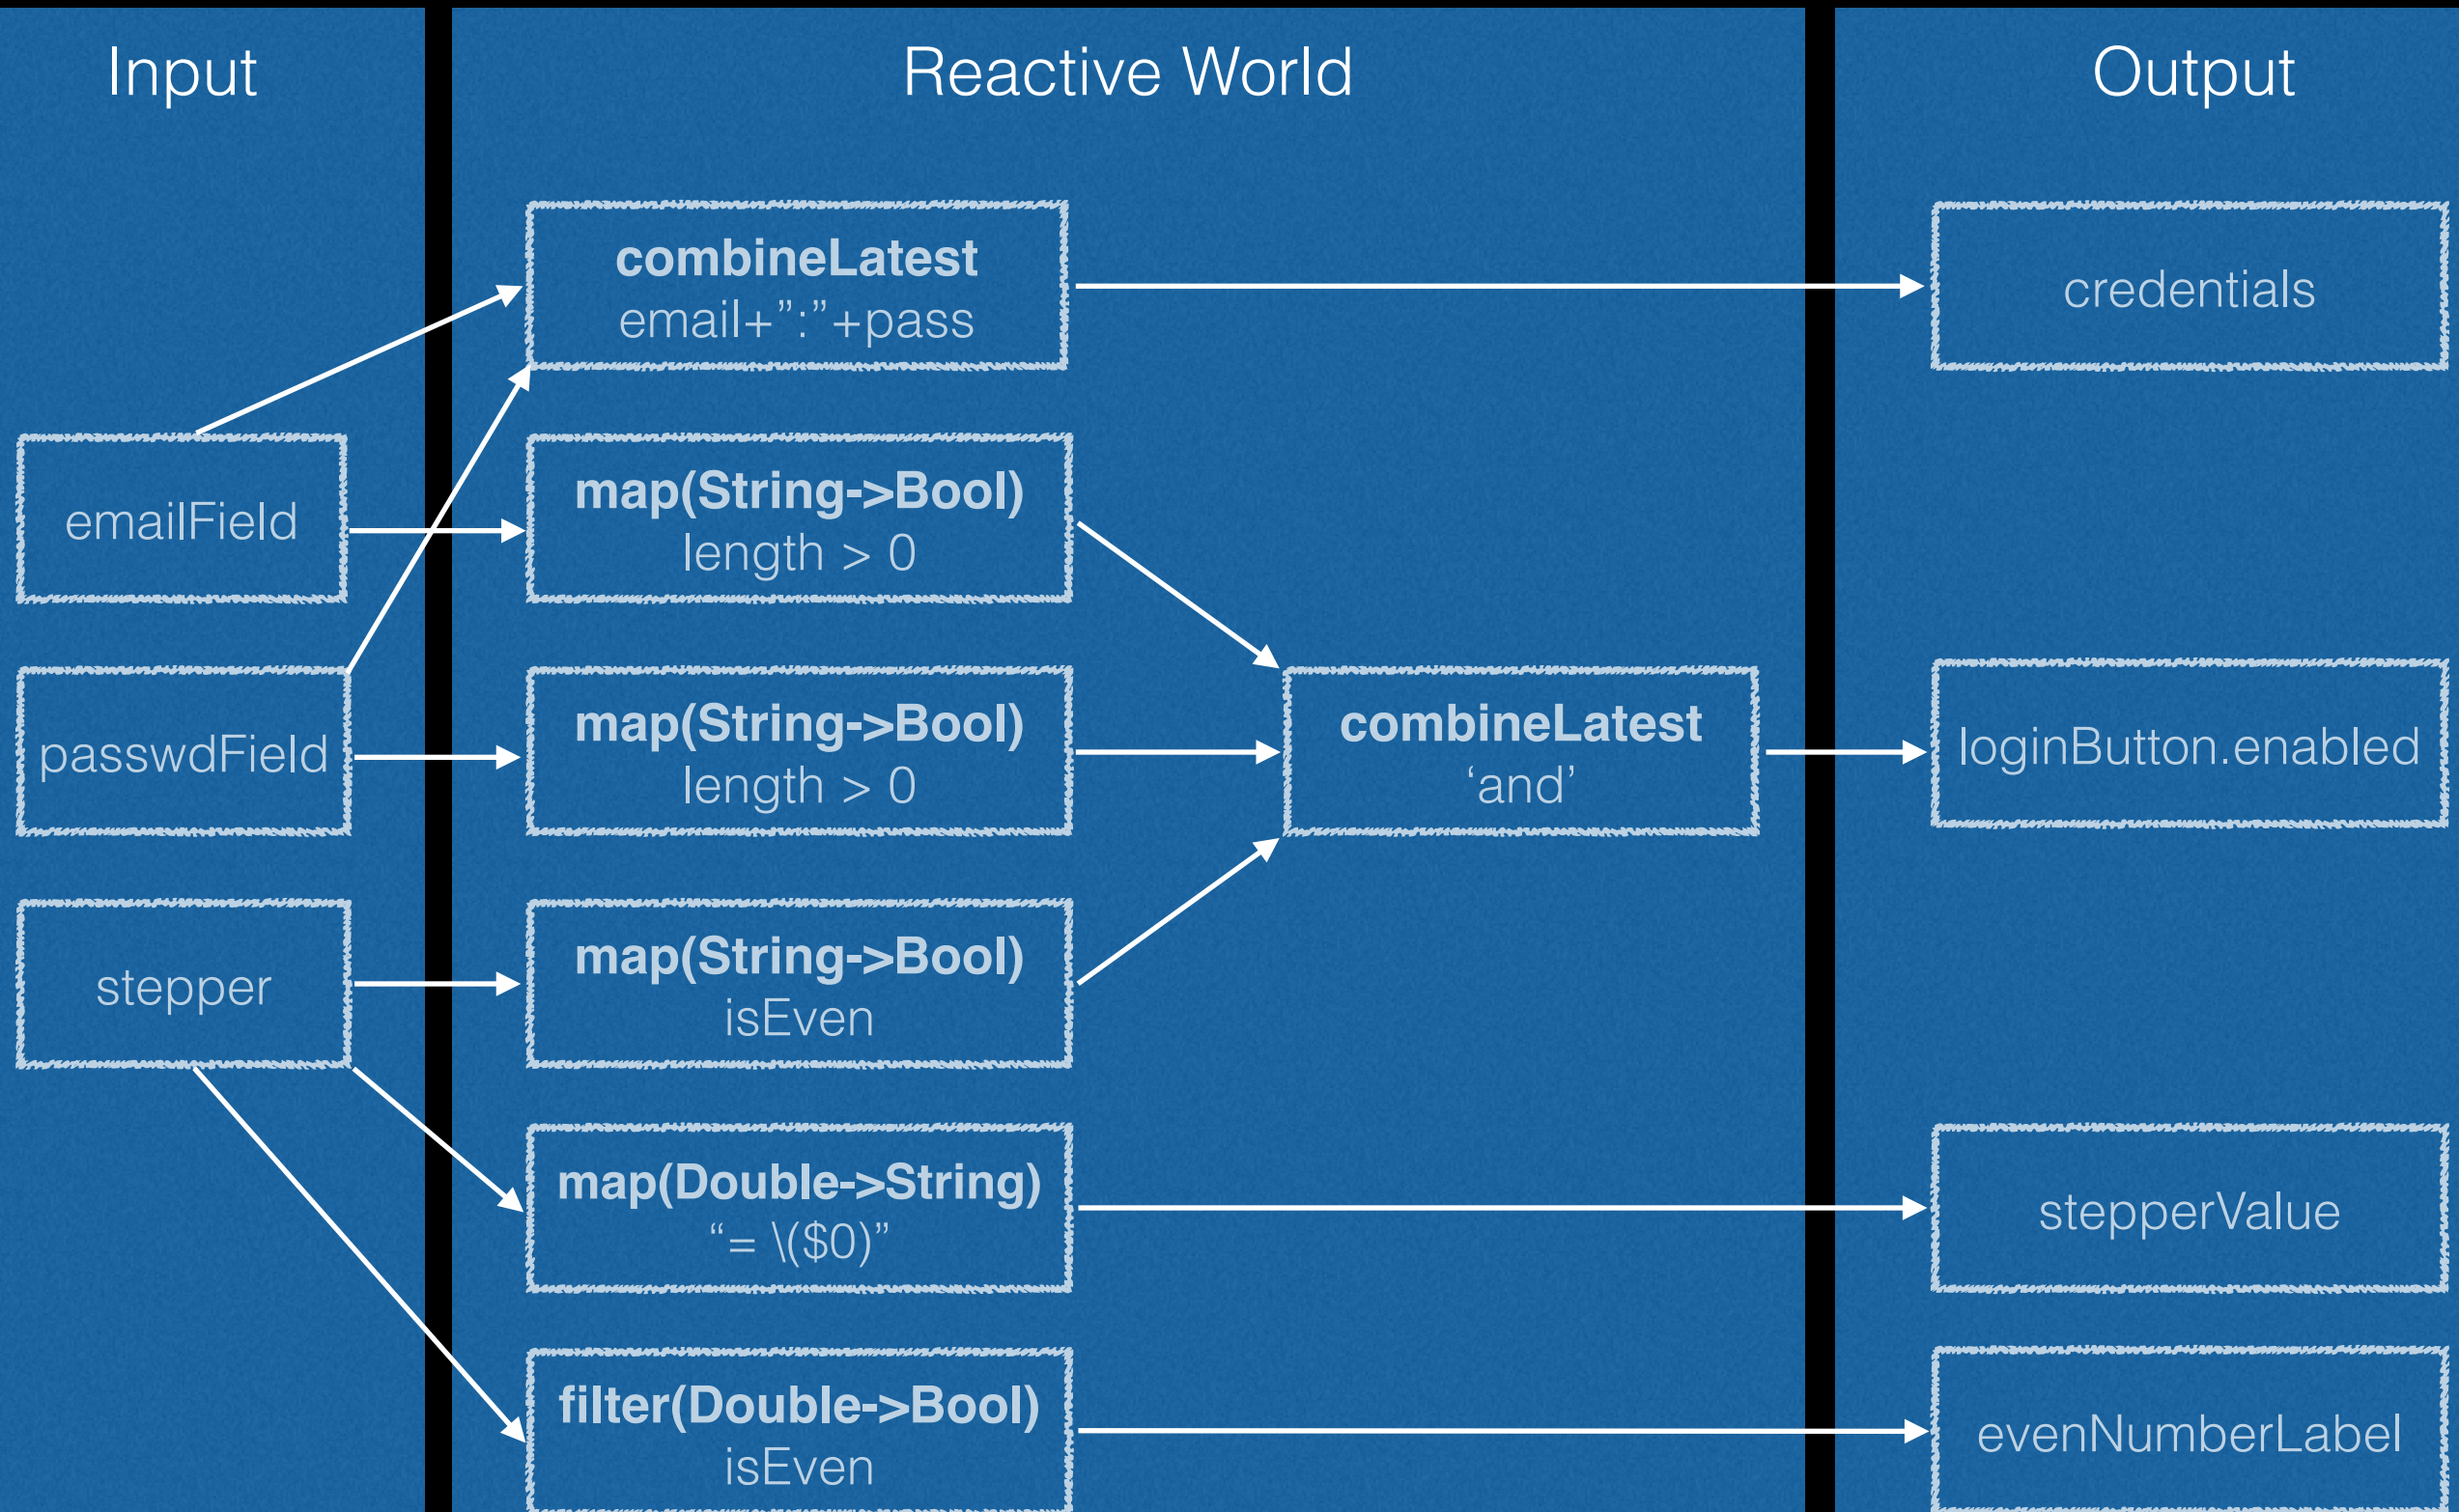 Input
Reactive World
Output
combineLatest
email+”:”+pass
credentials
emailField
map(String->Bool)
length > 0
passwdField
map(String->Bool)
length > 0
combineLatest
‘and’
loginButton.enabled
stepper
map(String->Bool)
isEven
map(Double->String)
“= \($0)”
stepperValue
filter(Double->Bool)
isEven
evenNumberLabel